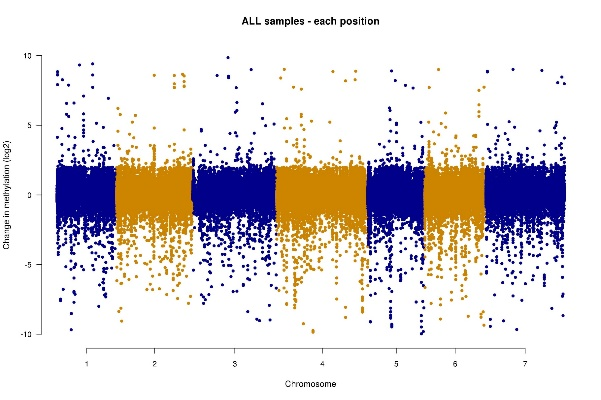 ALL samples - each position
10
5
0
-5
-10
Change in methylation (log2)
1 2 3 4 5 6 7
Chromosome